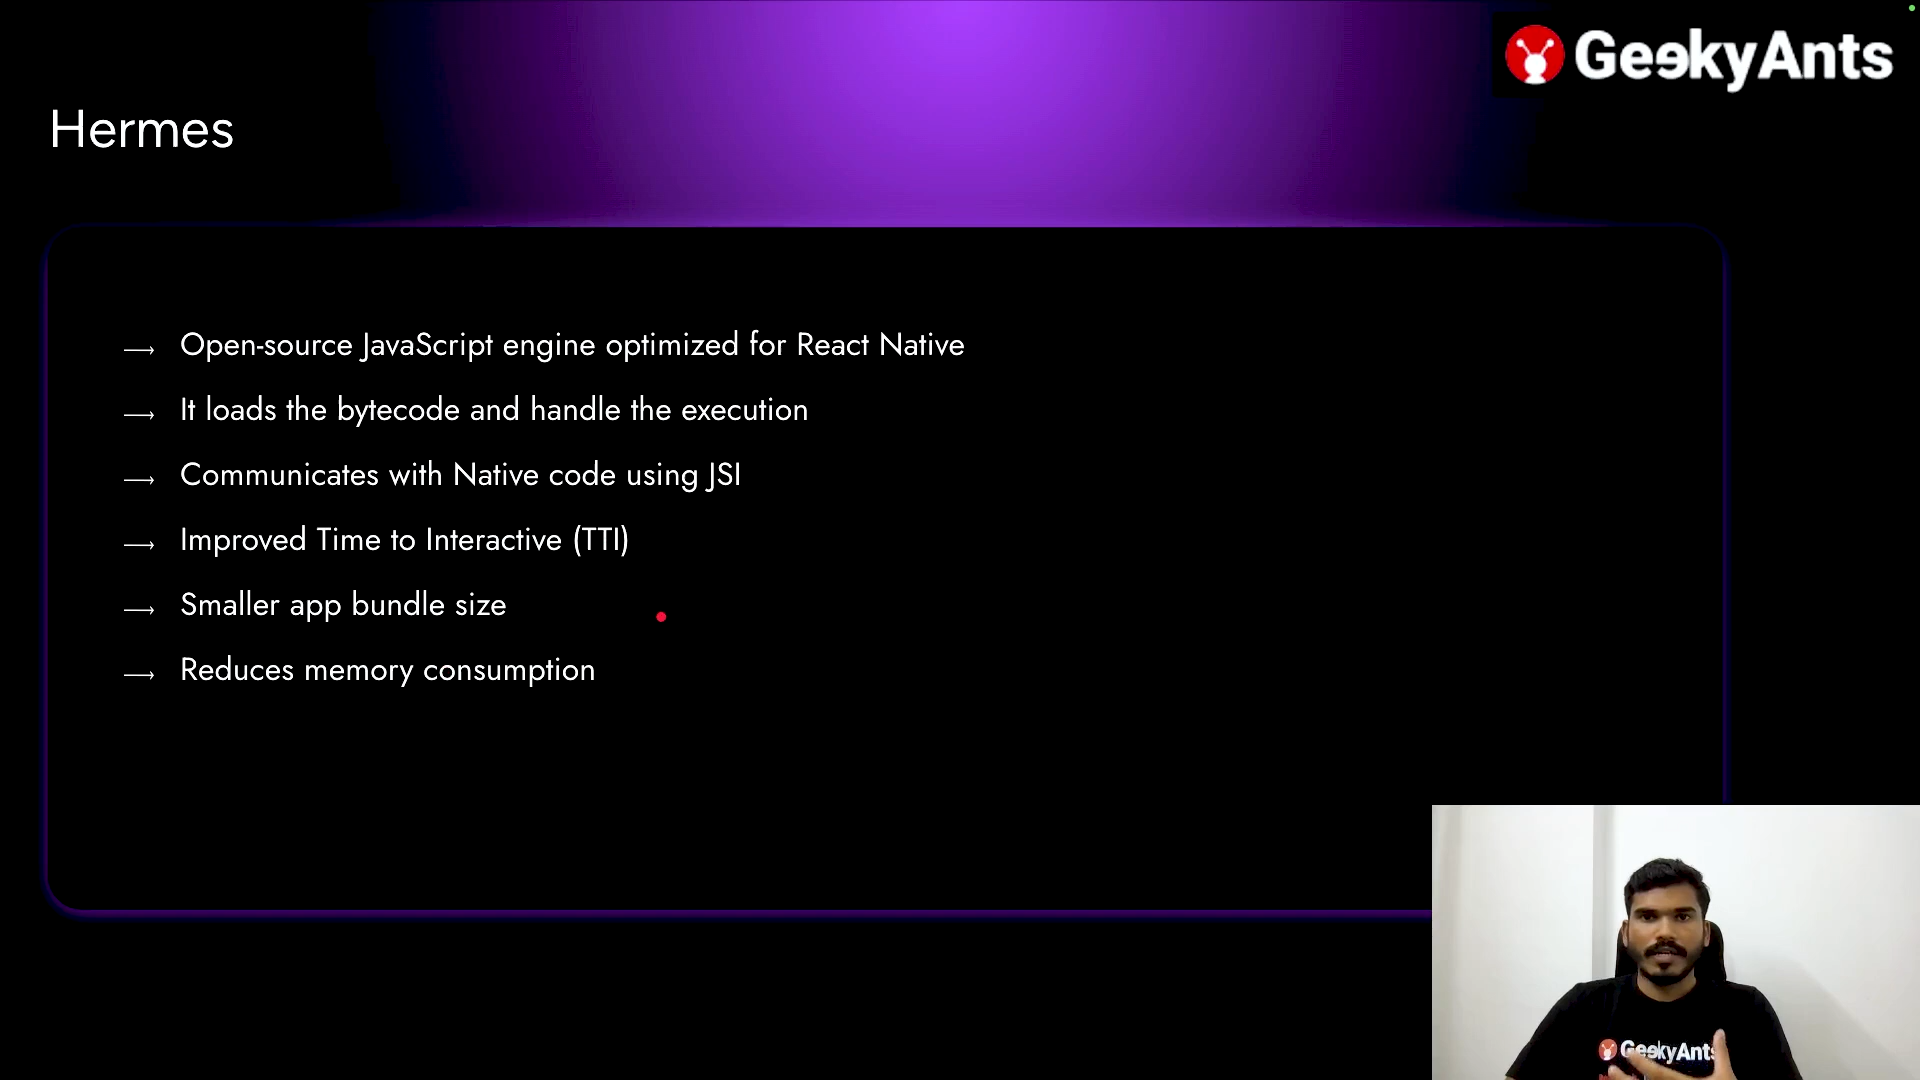 GeekyAnts
Hermes
→ Open-source JavaScript engine optimized for React Native
→ It loads the bytecode and handle the execution
→ Communicates with Native code using JSI
→ Improved Time to Interactive (TTI)
→ Smaller app bundle size
→ Reduces memory consumption
GeekyAnts